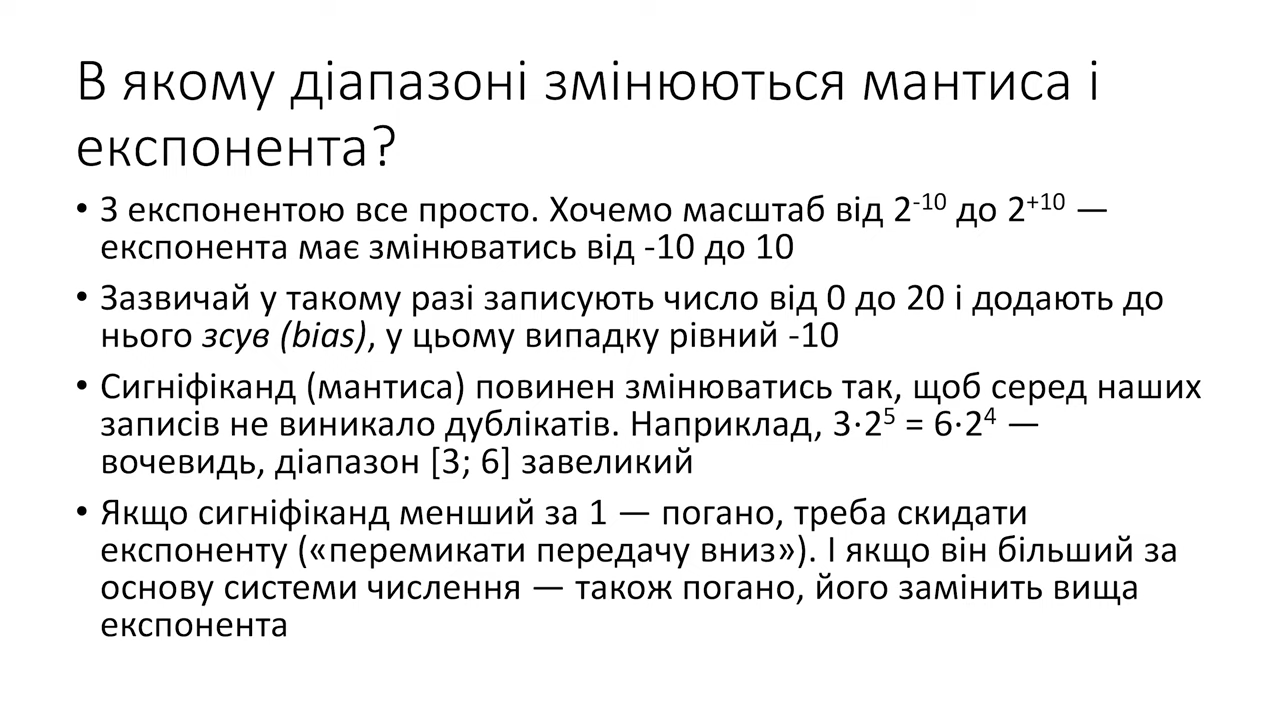 В якому діапазоні змінюються мантиса і
експонента?
• З експонентою все просто. Хочемо масштаб від 2⁻¹⁰ до 2⁺¹⁰ —
експонента має змінюватись від -10 до 10
• Зазвичай у такому разі записують число від 0 до 20 і додають до
нього зсув (bias), у цьому випадку рівний -10
• Сигніфіканд (мантиса) повинен змінюватись так, щоб серед наших
записів не виникало дублікатів. Наприклад, 3·2⁵ = 6·2⁴ —
вочевидь, діапазон [3; 6] завеликий
• Якщо сигніфіканд менший за 1 — погано, треба скидати
експоненту («перемикати передачу вниз»). І якщо він більший за
основу системи числення — також погано, його замінить вища
експонента